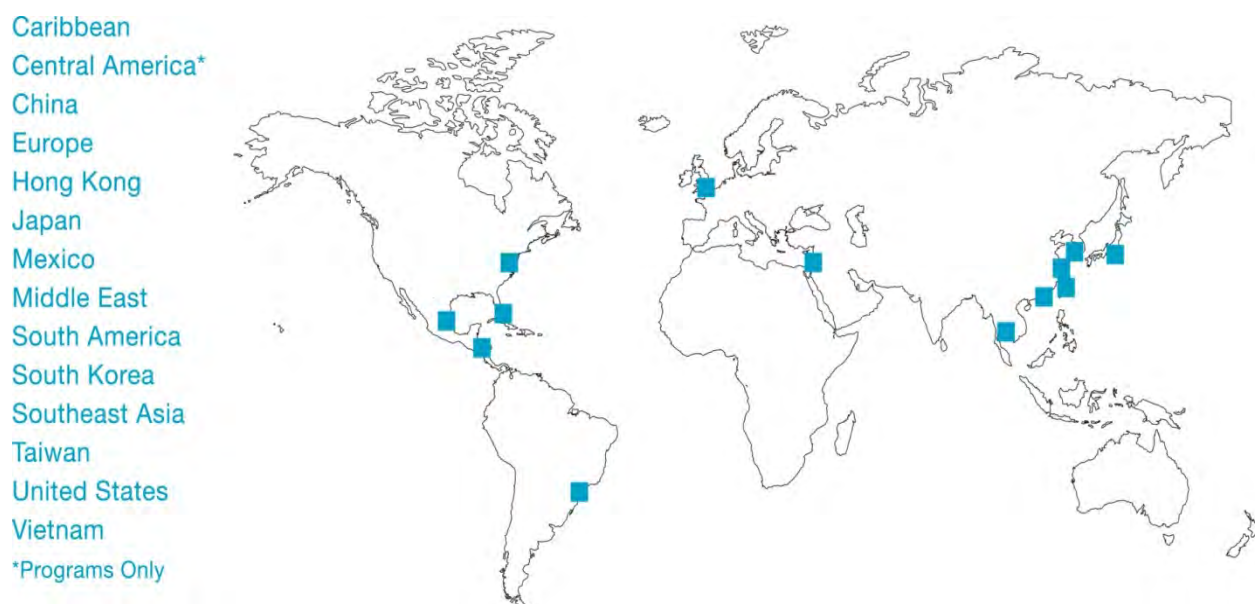 Caribbean
Central America*
China
Europe
Hong Kong
Japan
Mexico
Middle East
South America
South Korea
Southeast Asia
Taiwan
United States
Vietnam
*Programs Only